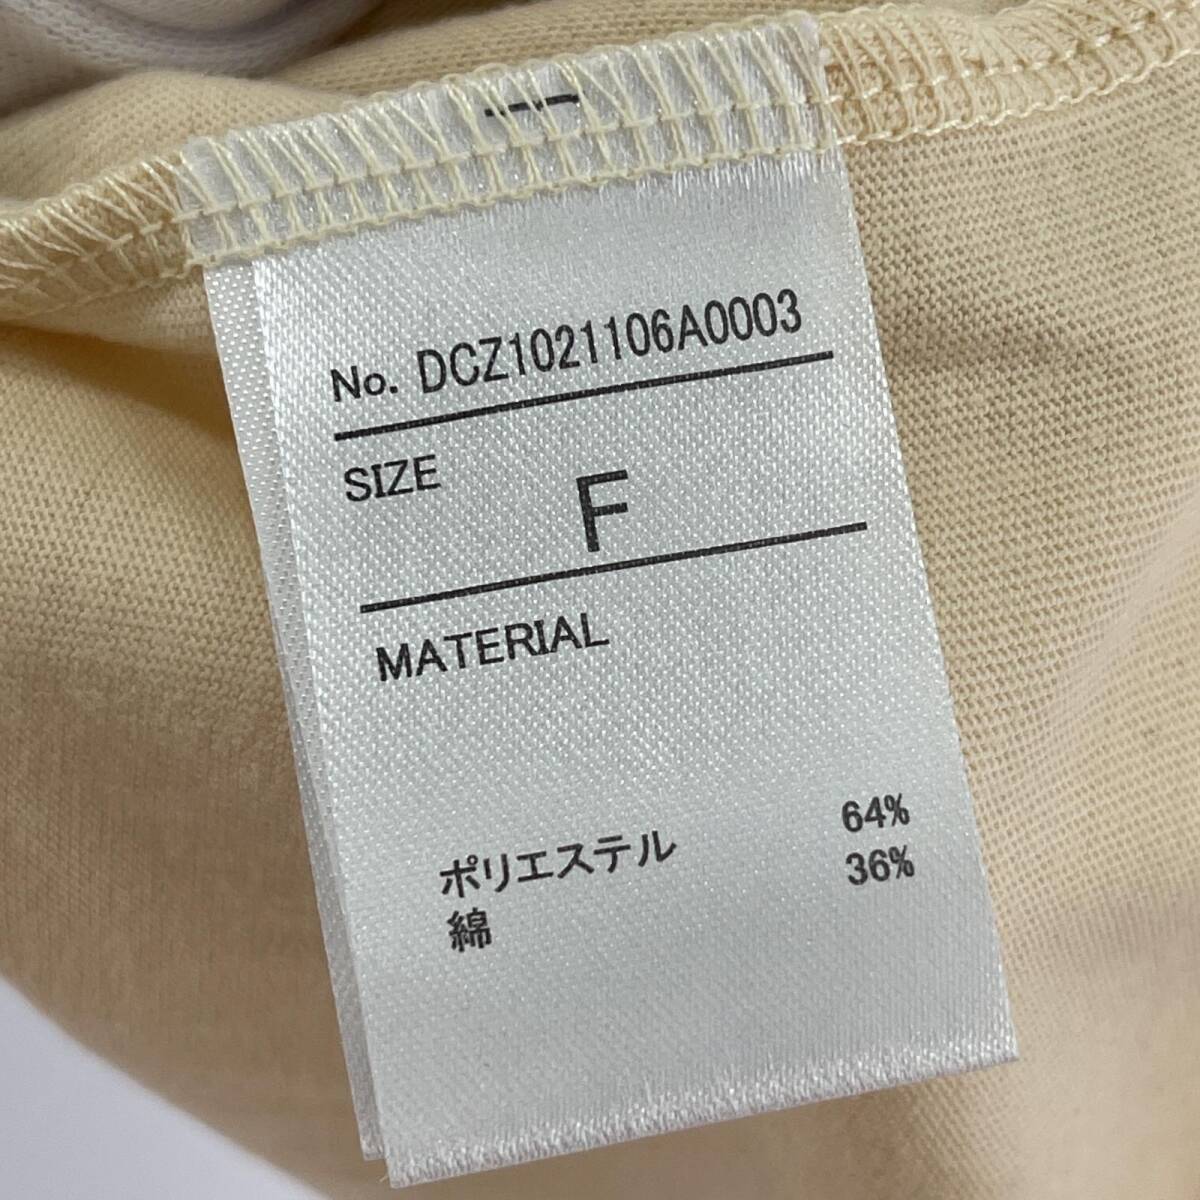 No. DCZ1021106A0003
SIZE
F
MATERIAL
ポリエステル 64%
綿 36%